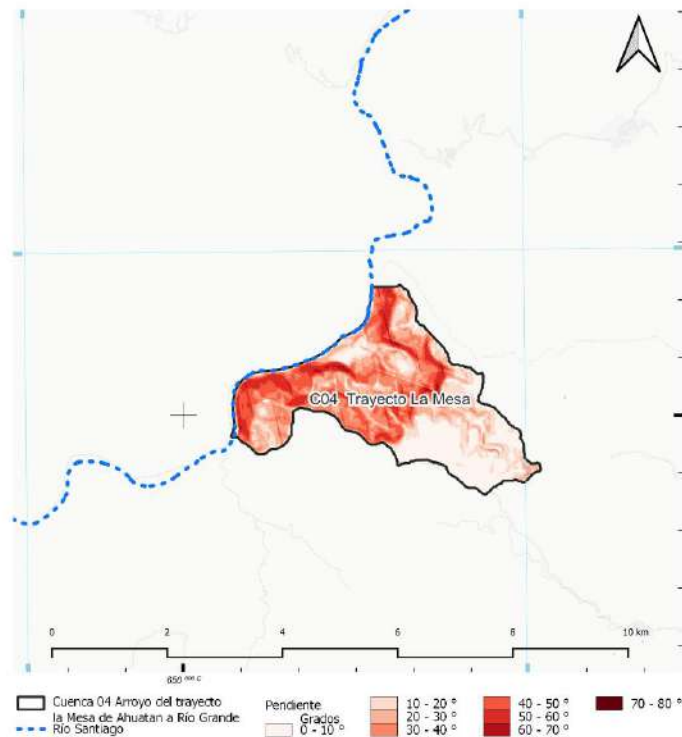 C04 Trayecto La Mesa
0 2 4 6 8 10 km
Cuenca 04 Arroyo del trayecto
la Mesa de Ahuatan a Río Grande
Río Santiago
Pendiente
Grados
0 - 10 °
10 - 20 °
20 - 30 °
30 - 40 °
40 - 50 °
50 - 60 °
60 - 70 °
70 - 80 °